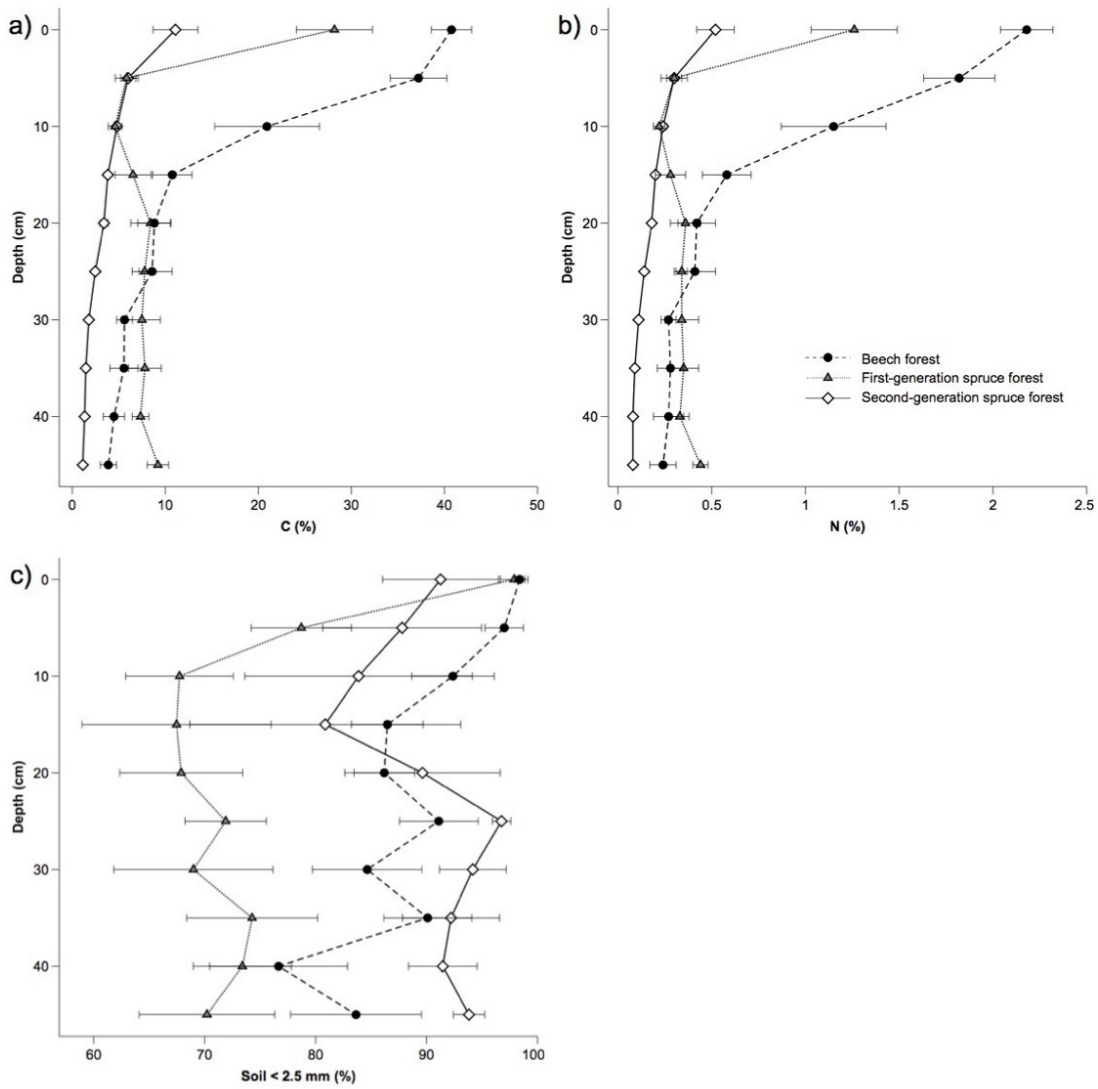 a)
0
10
20
30
40
Depth (cm)
0 10 20 30 40 50
C (%)
b)
0
10
20
30
40
Depth (cm)
Beech forest
First-generation spruce forest
Second-generation spruce forest
0 0.5 1 1.5 2 2.5
N (%)
c)
0
10
20
30
40
Depth (cm)
60 70 80 90 100
Soil < 2.5 mm (%)